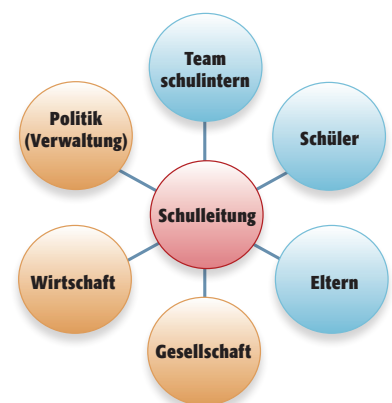 Team
schulintern
Politik
(Verwaltung)
Schüler
Schulleitung
Wirtschaft
Eltern
Gesellschaft